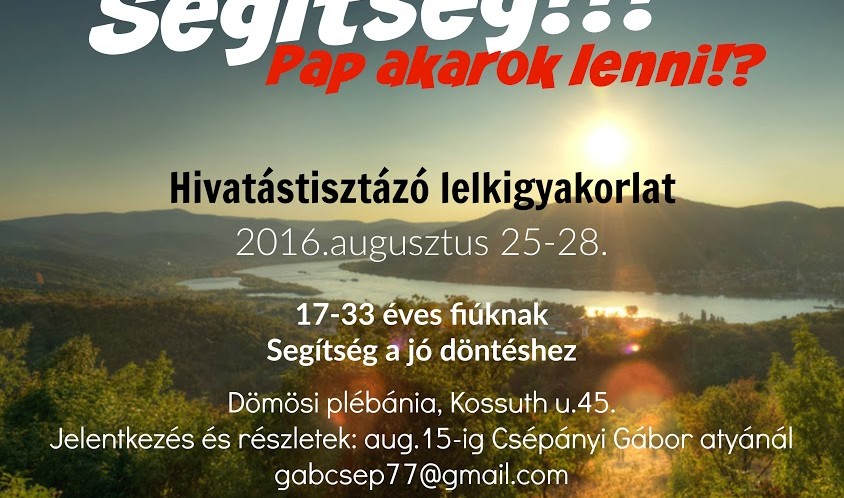 Segítség!!!
Pap akarok lenni!?
Hivatástisztázó lelkigyakorlat
2016.augusztus 25-28.
17-33 éves fiúknak
Segítség a jó döntéshez
Dömösi plébánia, Kossuth u.45.
Jelentkezés és részletek: aug.15-ig Csépányi Gábor atyánál
gabcsep77@gmail.com